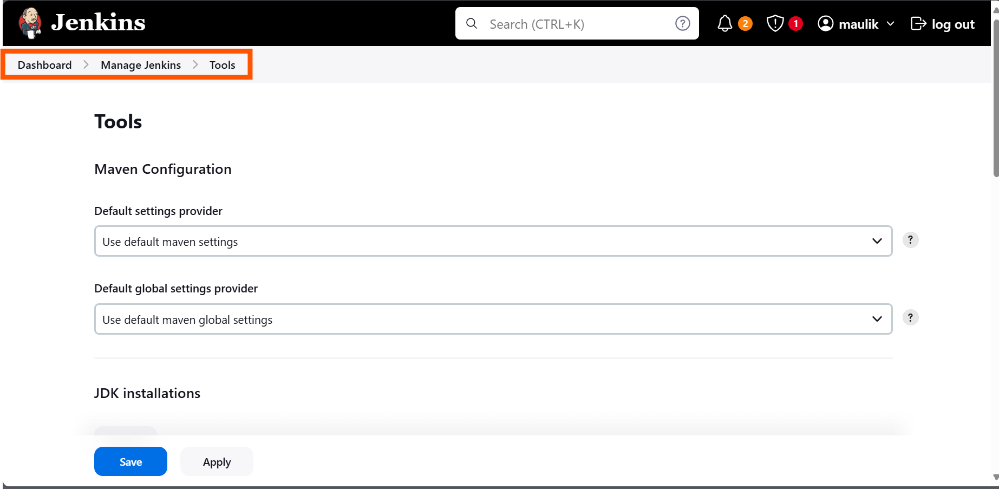 Jenkins
Search (CTRL+K) ?
2
1
maulik
log out
Dashboard > Manage Jenkins > Tools
Tools
Maven Configuration
Default settings provider
Use default maven settings
?
Default global settings provider
Use default maven global settings
?
JDK installations
Save
Apply